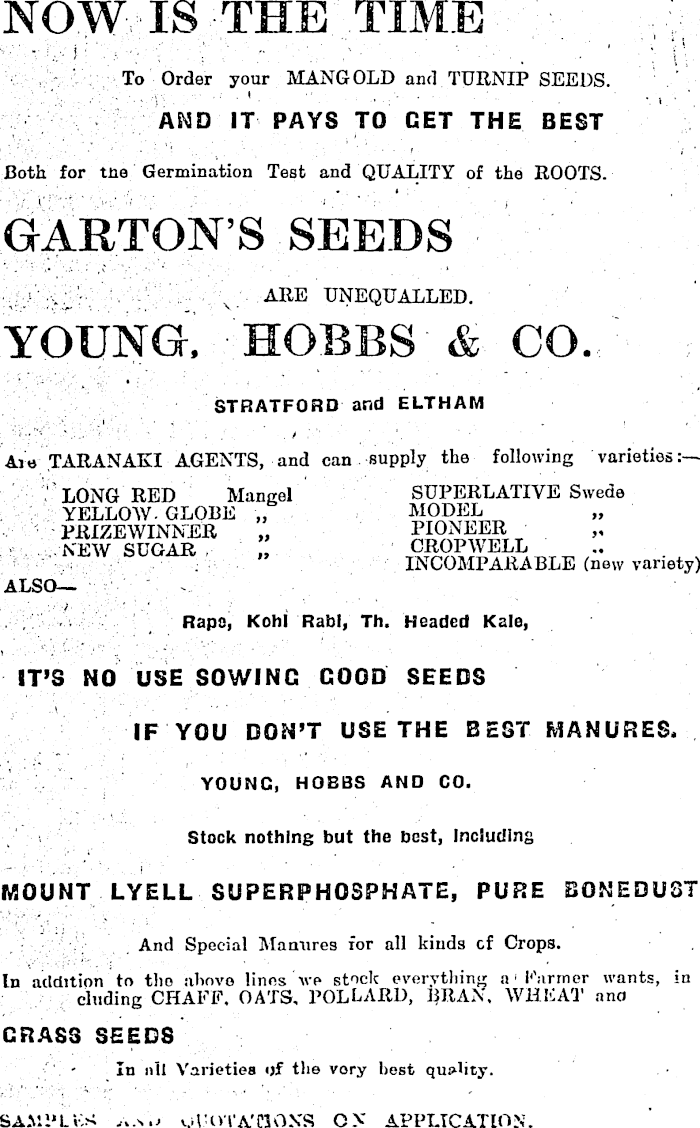 NOW IS THE TIME
To Order your MANGOLD and TURNIP SEEDS.
AND IT PAYS TO GET THE BEST
Both for the Germination Test and QUALITY of the ROOTS.
GARTON'S SEEDS
ARE UNEQUALLED.
YOUNG, HOBBS & CO.
STRATFORD and ELTHAM
Are TARANAKI AGENTS, and can supply the following varieties:—
LONG RED Mangel
YELLOW GLOBE „
PRIZEWINNER „
NEW SUGAR „
SUPERLATIVE Swede
MODEL „
PIONEER „
CROPWELL „
INCOMPARABLE (new variety)
ALSO—
Rape, Kohl Rabi, Th. Headed Kale,
IT'S NO USE SOWING GOOD SEEDS
IF YOU DON'T USE THE BEST MANURES.
YOUNG, HOBBS AND CO.
Stock nothing but the best, including
MOUNT LYELL SUPERPHOSPHATE, PURE BONEDUST
And Special Manures for all kinds of Crops.
In addition to the above lines we stock everything a Farmer wants, in
cluding CHAFF, OATS, POLLARD, BRAN, WHEAT and
GRASS SEEDS
In all Varieties of the very best quality.
SAMPLES AND QUOTATIONS ON APPLICATION.